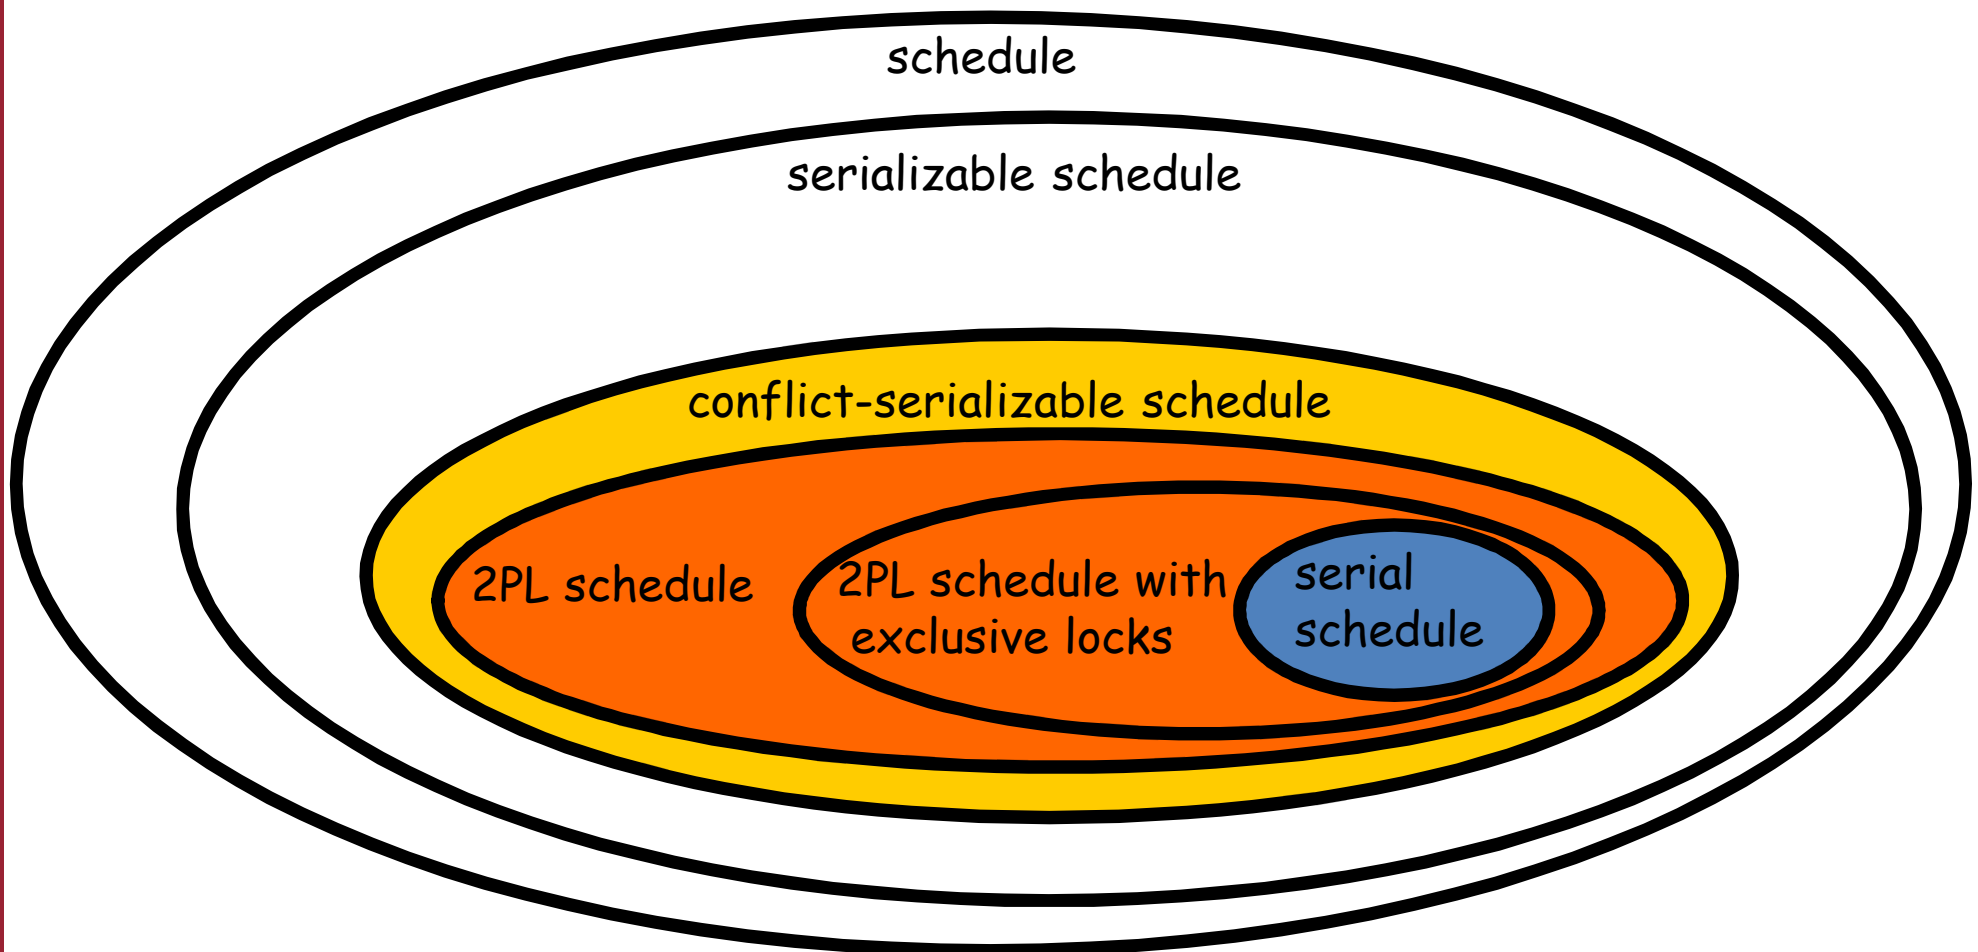 schedule
serializable schedule
conflict-serializable schedule
2PL schedule
2PL schedule with
exclusive locks
serial
schedule